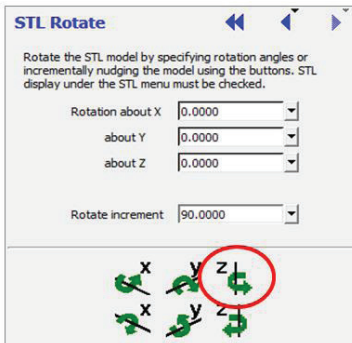 STL Rotate
Rotate the STL model by specifying rotation angles or
incrementally nudging the model using the buttons. STL
display under the STL menu must be checked.
Rotation about X 0.0000
about Y 0.0000
about Z 0.0000
Rotate increment 90.0000
x y z
x y z